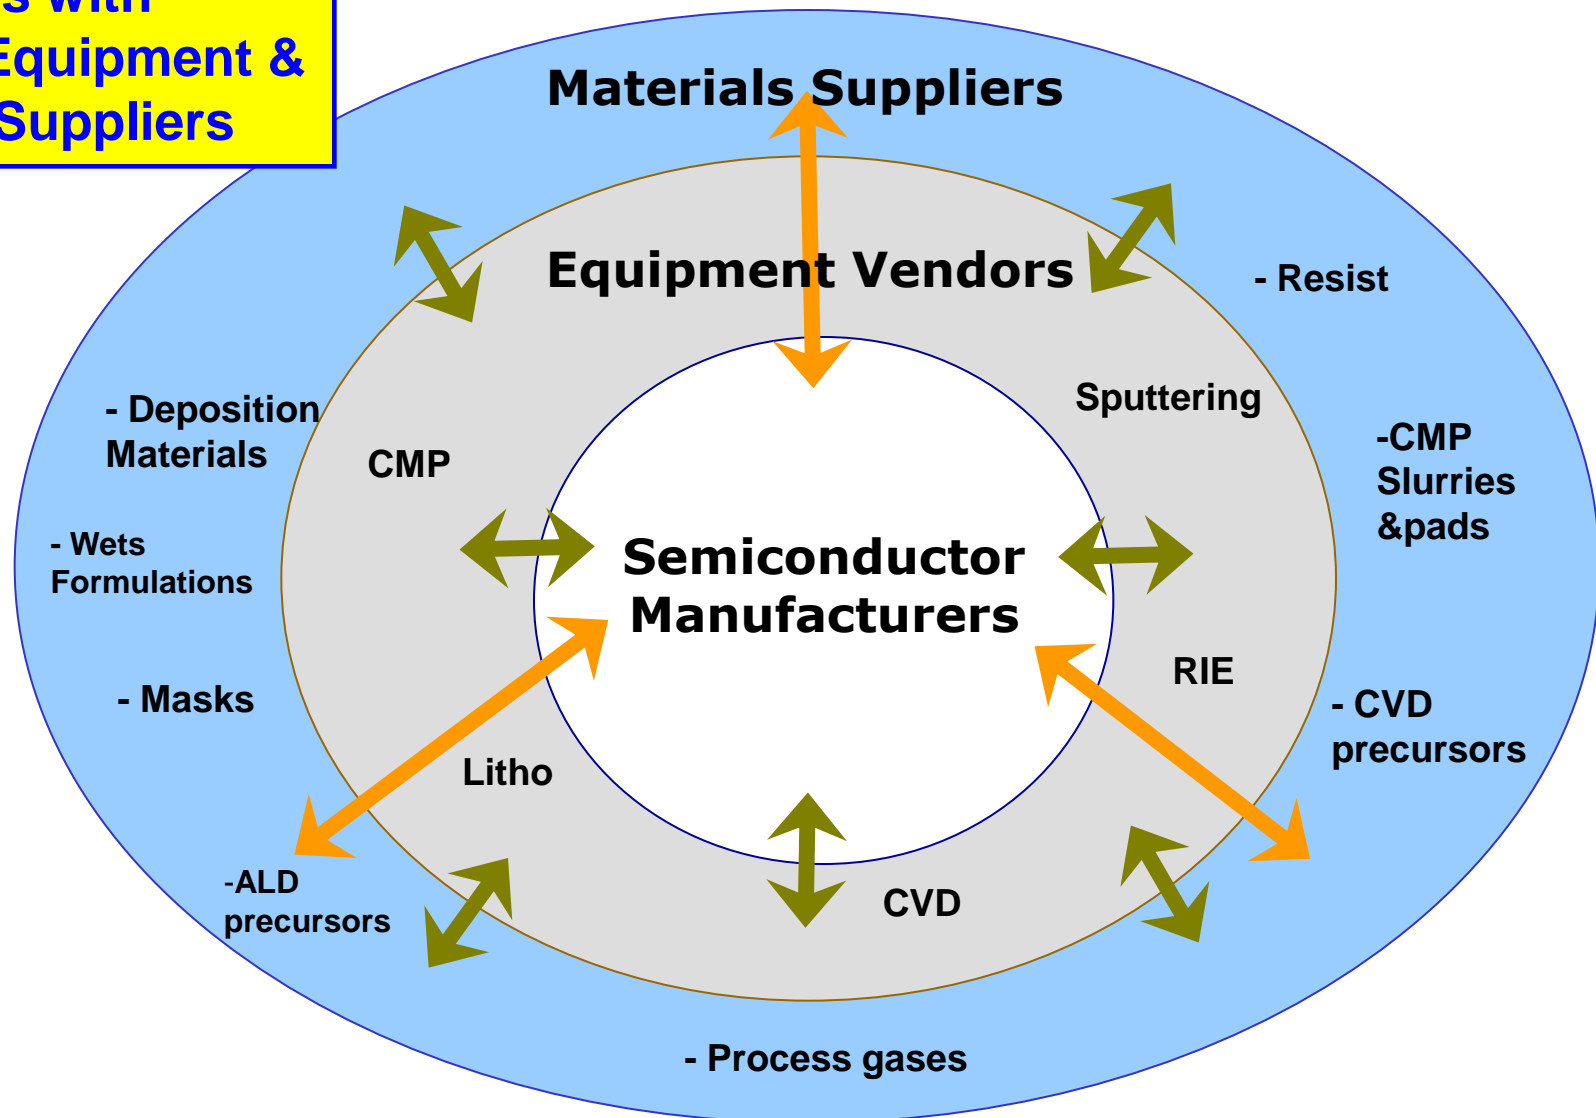 with
Equipment &
Suppliers
Materials Suppliers
Equipment Vendors
- Resist
Sputtering
- Deposition
Materials
CMP
-CMP
Slurries
&pads
- Wets
Formulations
Semiconductor
Manufacturers
RIE
- Masks
- CVD
precursors
Litho
-ALD
precursors
CVD
- Process gases